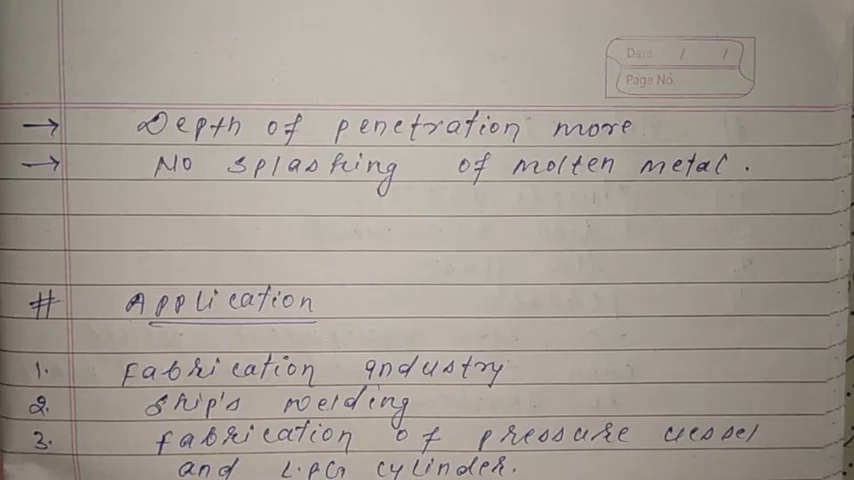 Date / /
Page No.
→ Depth of penetration more
→ No splashing of molten metal.
# Application
1. Fabrication industry
2. ship's welding
3. fabrication of pressure vessel
and L.PG cylinder.